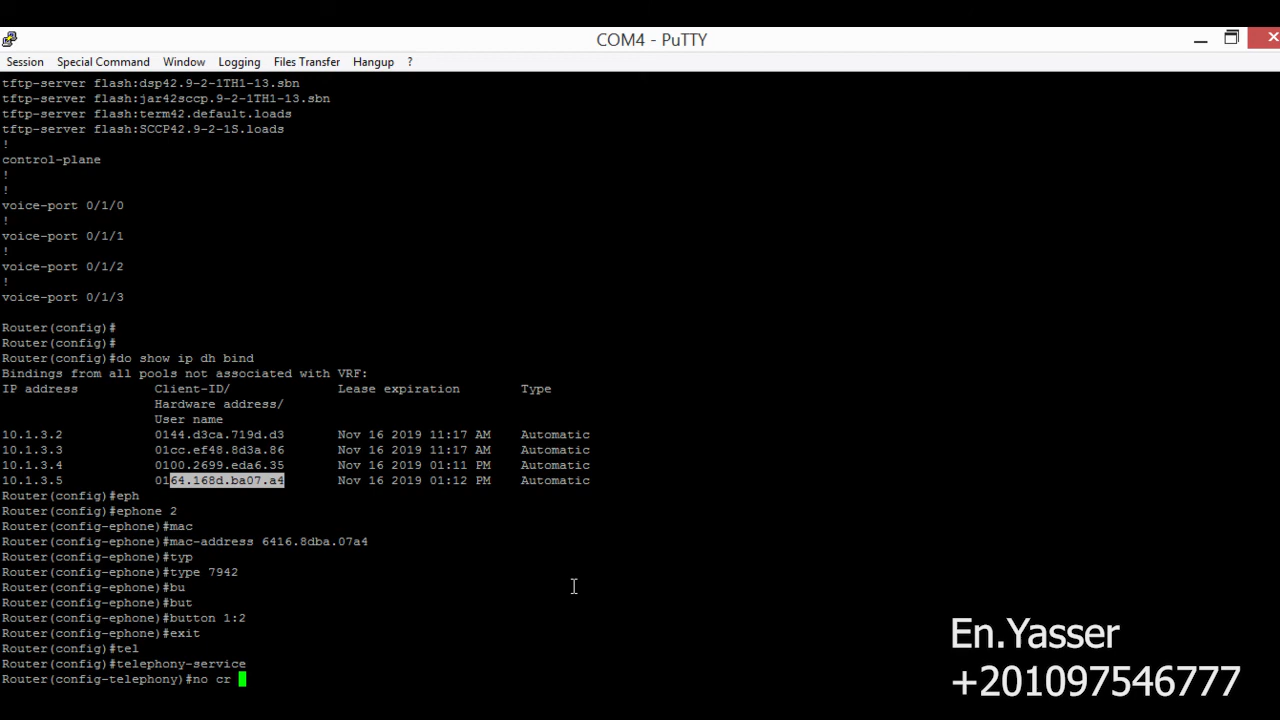 COM4 - PuTTY
Session Special Command Window Logging Files Transfer Hangup ?
tftp-server flash:dsp42.9-2-1TH1-13.sbn
tftp-server flash:jar42sccp.9-2-1TH1-13.sbn
tftp-server flash:term42.default.loads
tftp-server flash:SCCP42.9-2-1S.loads
!
control-plane
!
!
voice-port 0/1/0
!
voice-port 0/1/1
!
voice-port 0/1/2
!
voice-port 0/1/3
Router(config)#
Router(config)#
Router(config)#do show ip dh bind
Bindings from all pools not associated with VRF:
IP address Client-ID/ Lease expiration Type
Hardware address/
User name
10.1.3.2 0144.d3ca.719d.d3 Nov 16 2019 11:17 AM Automatic
10.1.3.3 01cc.ef48.8d3a.86 Nov 16 2019 11:17 AM Automatic
10.1.3.4 0100.2699.eda6.35 Nov 16 2019 01:11 PM Automatic
10.1.3.5 0164.168d.ba07.a4 Nov 16 2019 01:12 PM Automatic
Router(config)#eph
Router(config)#ephone 2
Router(config-ephone)#mac
Router(config-ephone)#mac-address 6416.8dba.07a4
Router(config-ephone)#typ
Router(config-ephone)#type 7942
Router(config-ephone)#bu
Router(config-ephone)#but
Router(config-ephone)#button 1:2
Router(config-ephone)#exit
Router(config)#tel
Router(config)#telephony-service
Router(config-telephony)#no cr
En.Yasser
+201097546777